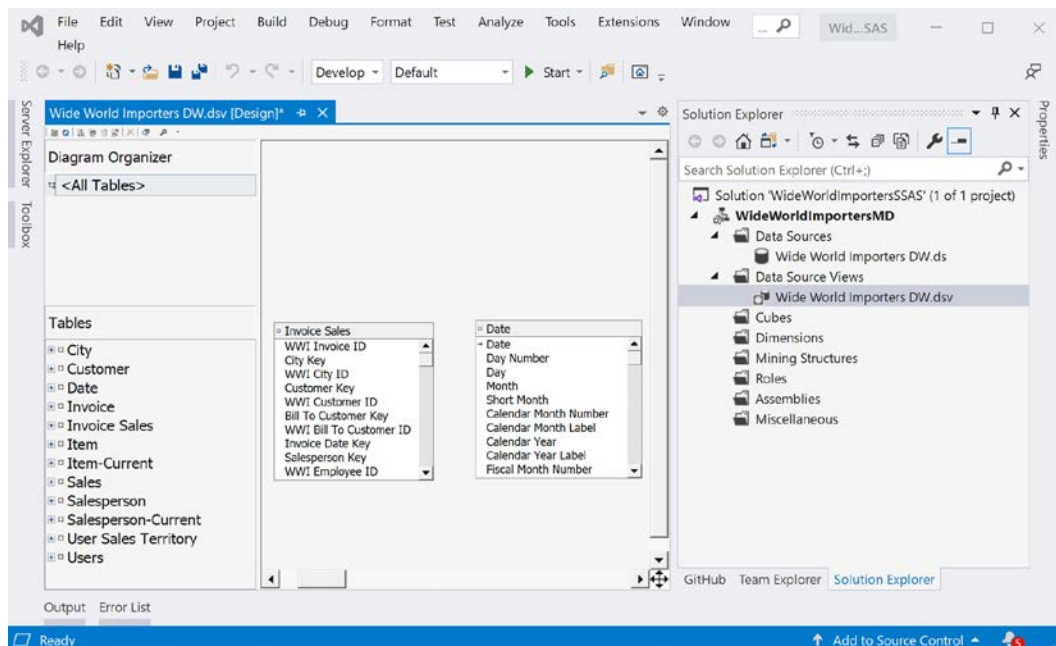 File Edit View Project Build Debug Format Test Analyze Tools Extensions Window ... Wid...SAS
Help
Develop Default Start
Server Explorer
Toolbox
Wide World Importers DW.dsv [Design]*
Diagram Organizer
<All Tables>
Tables
City
Customer
Date
Invoice
Invoice Sales
Item
Item-Current
Sales
Salesperson
Salesperson-Current
User Sales Territory
Users
Invoice Sales
WWI Invoice ID
City Key
WWI City ID
Customer Key
WWI Customer ID
Bill To Customer Key
WWI Bill To Customer ID
Invoice Date Key
Salesperson Key
WWI Employee ID
Date
Date
Day Number
Day
Month
Short Month
Calendar Month Number
Calendar Month Label
Calendar Year
Calendar Year Label
Fiscal Month Number
Solution Explorer
Search Solution Explorer (Ctrl+;)
Solution 'WideWorldImportersSSAS' (1 of 1 project)
WideWorldImportersMD
Data Sources
Wide World Importers DW.ds
Data Source Views
Wide World Importers DW.dsv
Cubes
Dimensions
Mining Structures
Roles
Assemblies
Miscellaneous
GitHub Team Explorer Solution Explorer
Properties
Output Error List
Ready Add to Source Control 5